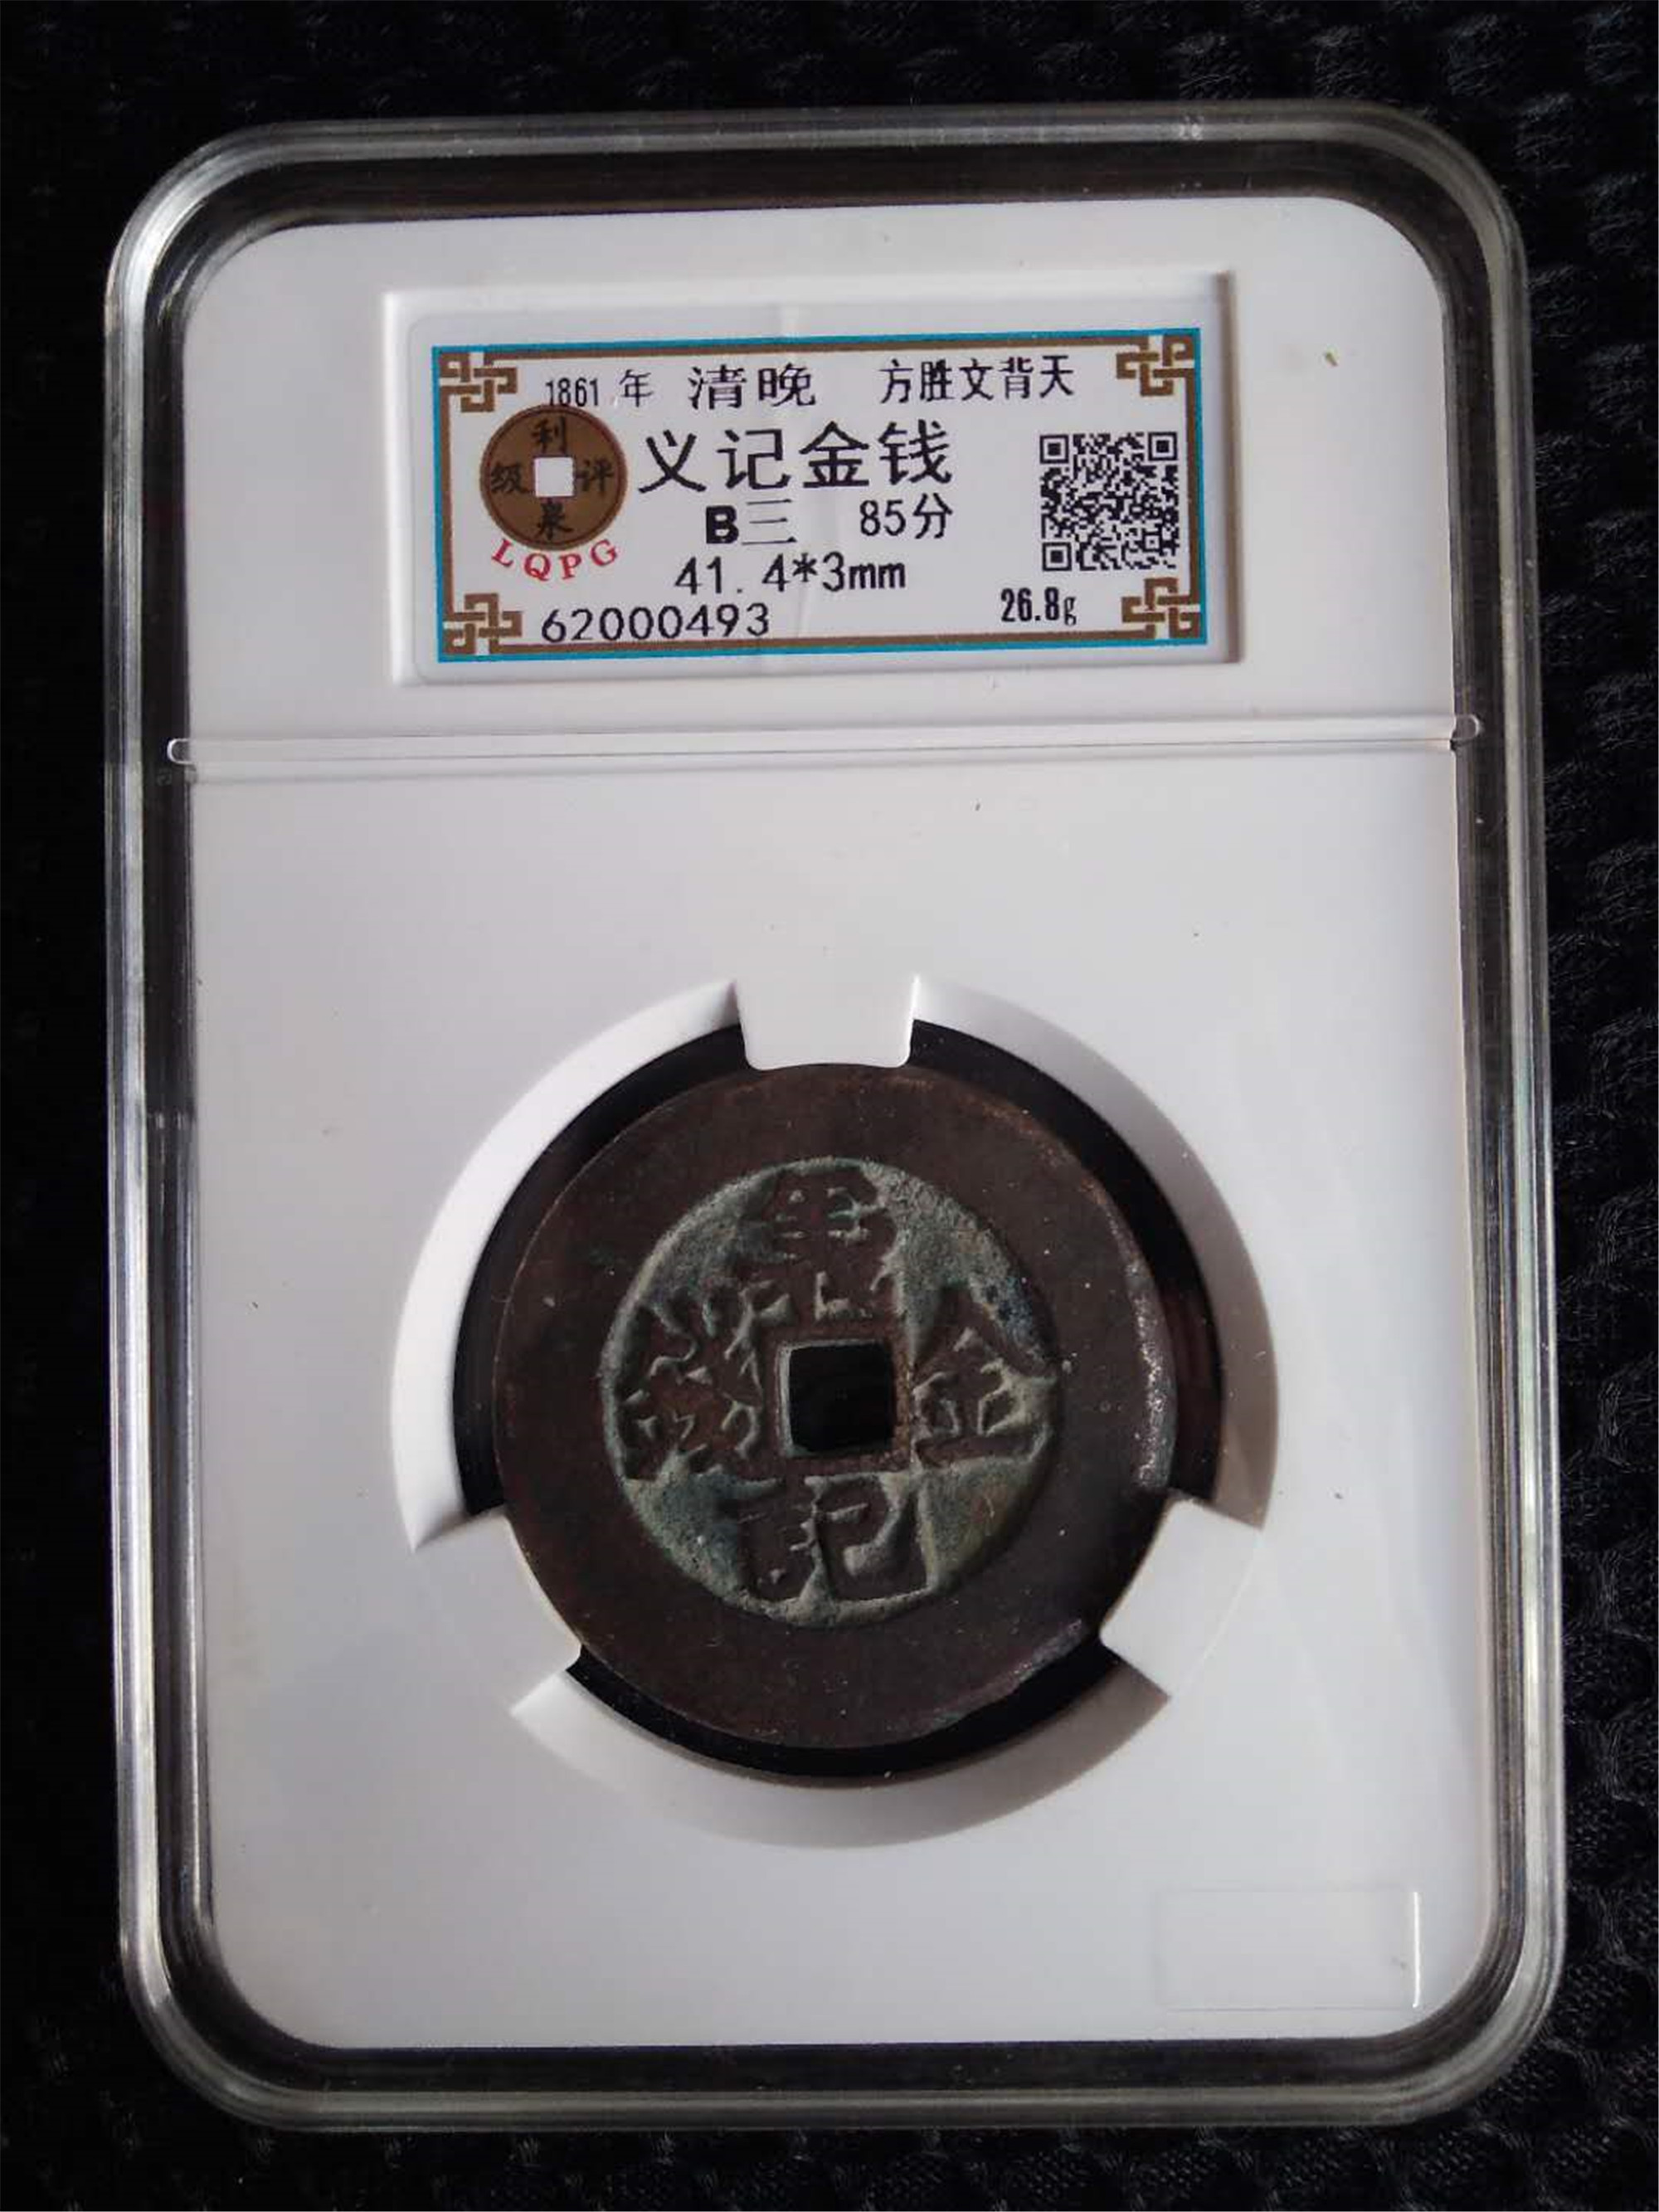 1861 年 清晚 方胜文背天
利
级 评
泉
LQPG
义记金钱
B三 85分
41.4*3mm
62000493 26.8g
金
記